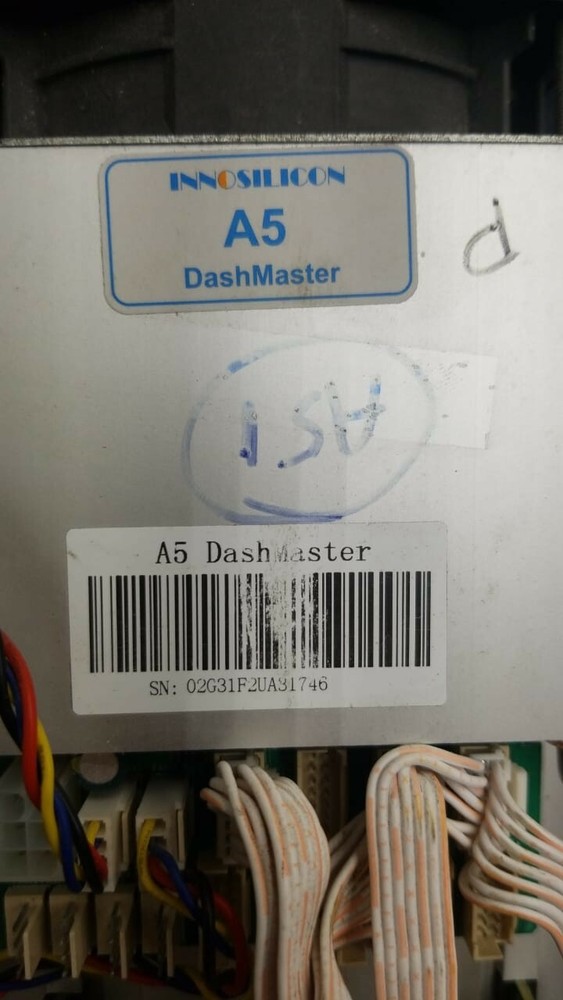 INNOSILICON
A5
DashMaster
A5 DashMaster
SN: 02G31F2UA31746